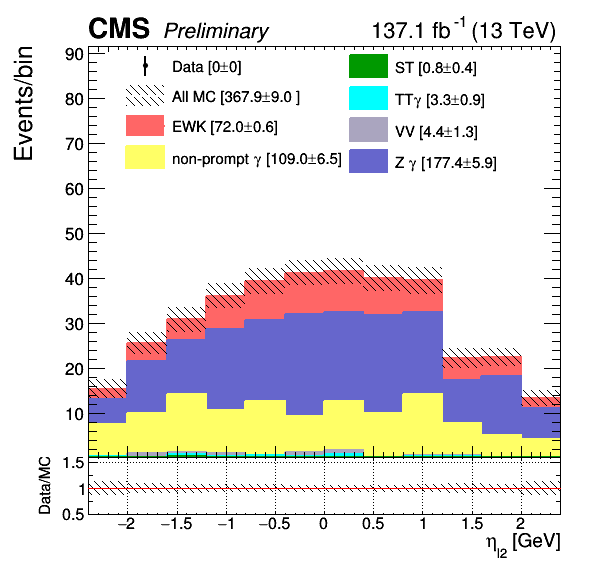 CMS Preliminary 137.1 fb⁻¹ (13 TeV)
Events/bin
90
80
70
60
50
40
30
20
10
Data [0±0]
All MC [367.9±9.0 ]
EWK [72.0±0.6]
non-prompt γ [109.0±6.5]
ST [0.8±0.4]
TTγ [3.3±0.9]
VV [4.4±1.3]
Z γ [177.4±5.9]
Data/MC
1.5
1
0.5
−2 −1.5 −1 −0.5 0 0.5 1 1.5 2
η_l2 [GeV]